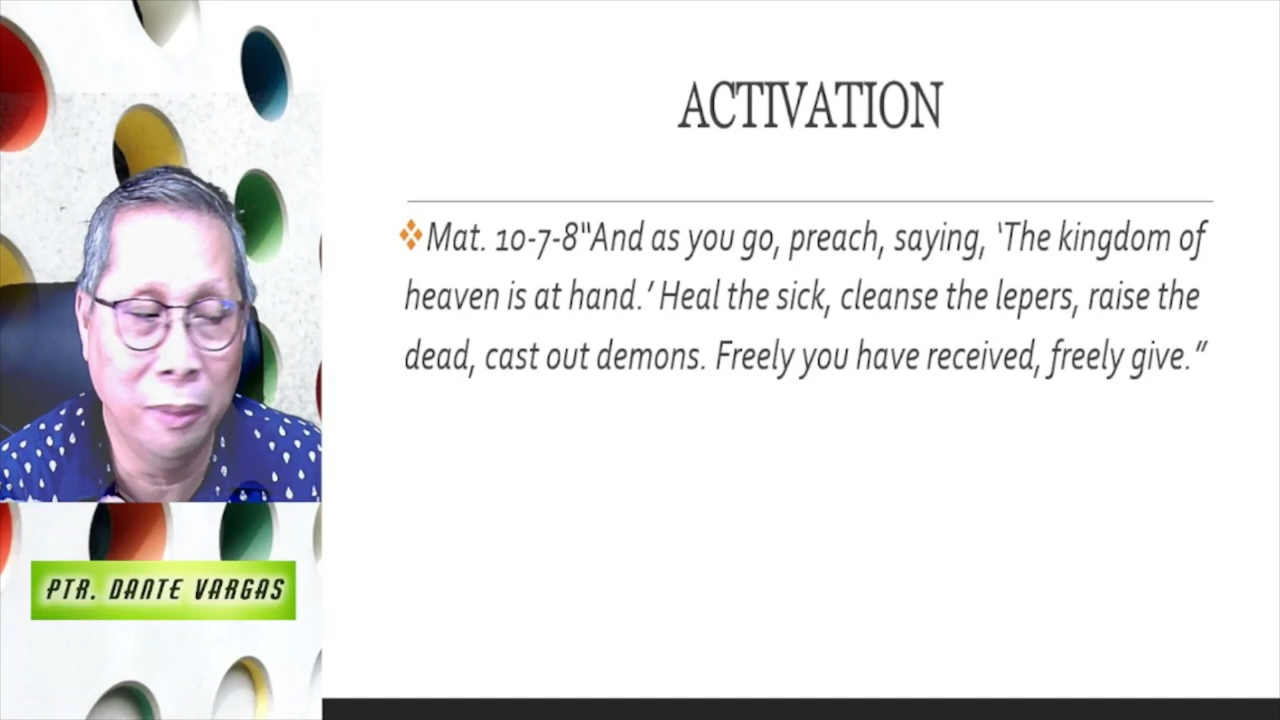 ACTIVATION
❖Mat. 10-7-8“"And as you go, preach, saying, ‘The kingdom of
heaven is at hand.’ Heal the sick, cleanse the lepers, raise the
dead, cast out demons. Freely you have received, freely give.”
PTR. DANTE VARGAS